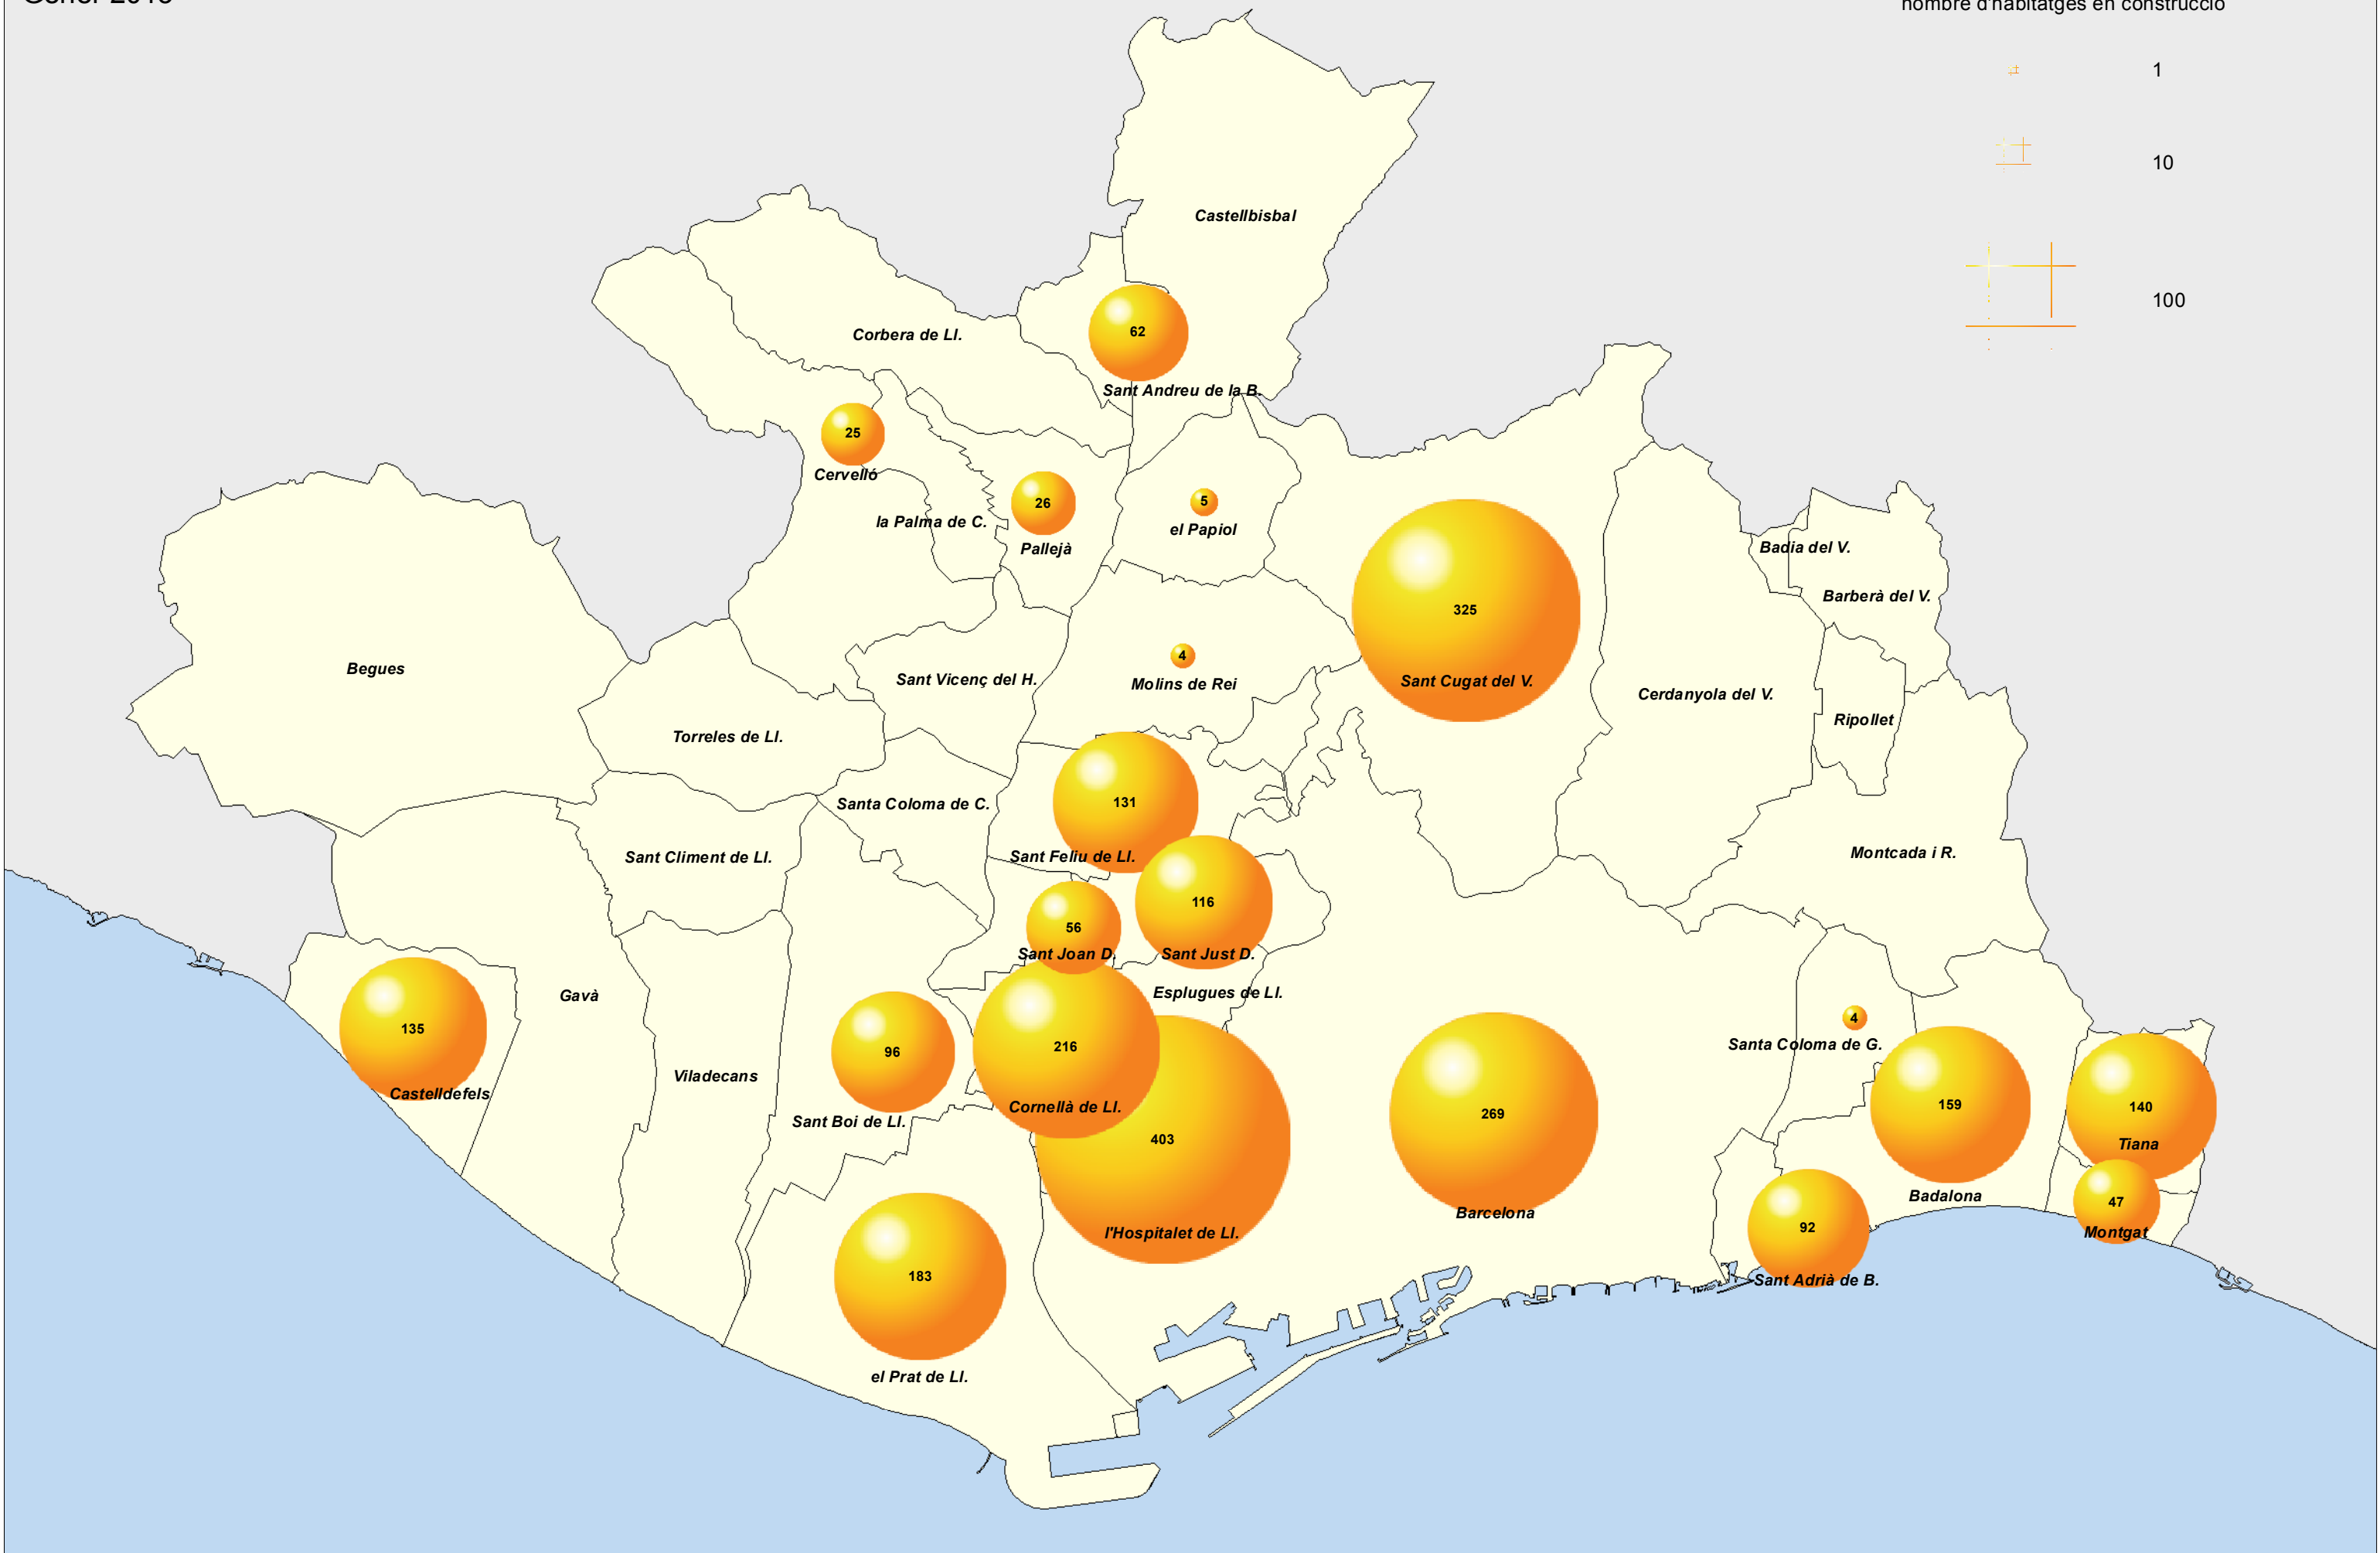 nombre d'habitatges en construcció
1
10
100
Castellbisbal
62
Sant Andreu de la B.
Corbera de Ll.
25
Cervelló
la Palma de C.
26
Pallejà
5
el Papiol
325
Sant Cugat del V.
Badia del V.
Barberà del V.
Begues
Torreles de Ll.
Sant Vicenç del H.
4
Molins de Rei
Cerdanyola del V.
Ripollet
Santa Coloma de C.
131
Sant Feliu de Ll.
Sant Climent de Ll.
Montcada i R.
116
Sant Just D.
56
Sant Joan D.
Esplugues de Ll.
135
Castelldefels
Gavà
Viladecans
96
Sant Boi de Ll.
216
Cornellà de Ll.
403
l'Hospitalet de Ll.
269
Barcelona
4
Santa Coloma de G.
159
Badalona
140
Tiana
47
Montgat
92
Sant Adrià de B.
183
el Prat de Ll.